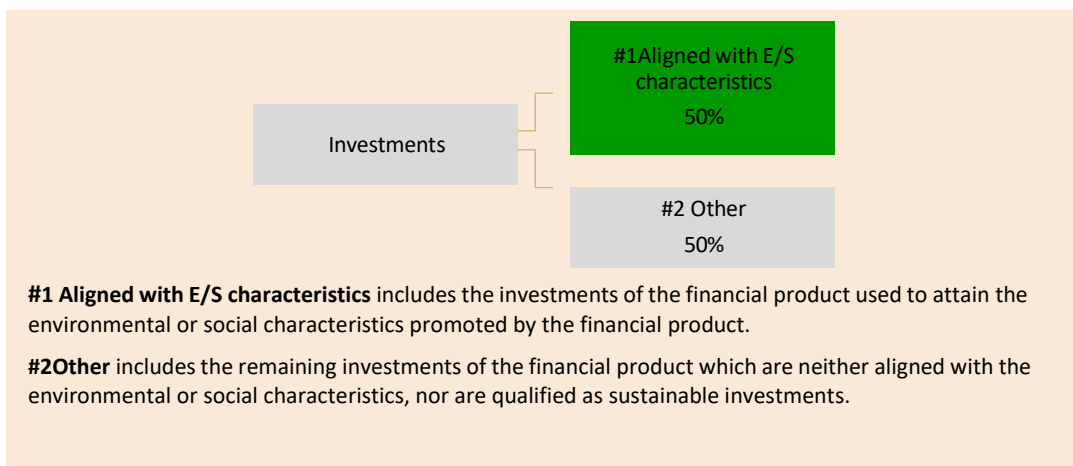 #1Aligned with E/S
characteristics
50%
Investments
#2 Other
50%
#1 Aligned with E/S characteristics includes the investments of the financial product used to attain the
environmental or social characteristics promoted by the financial product.
#2Other includes the remaining investments of the financial product which are neither aligned with the
environmental or social characteristics, nor are qualified as sustainable investments.